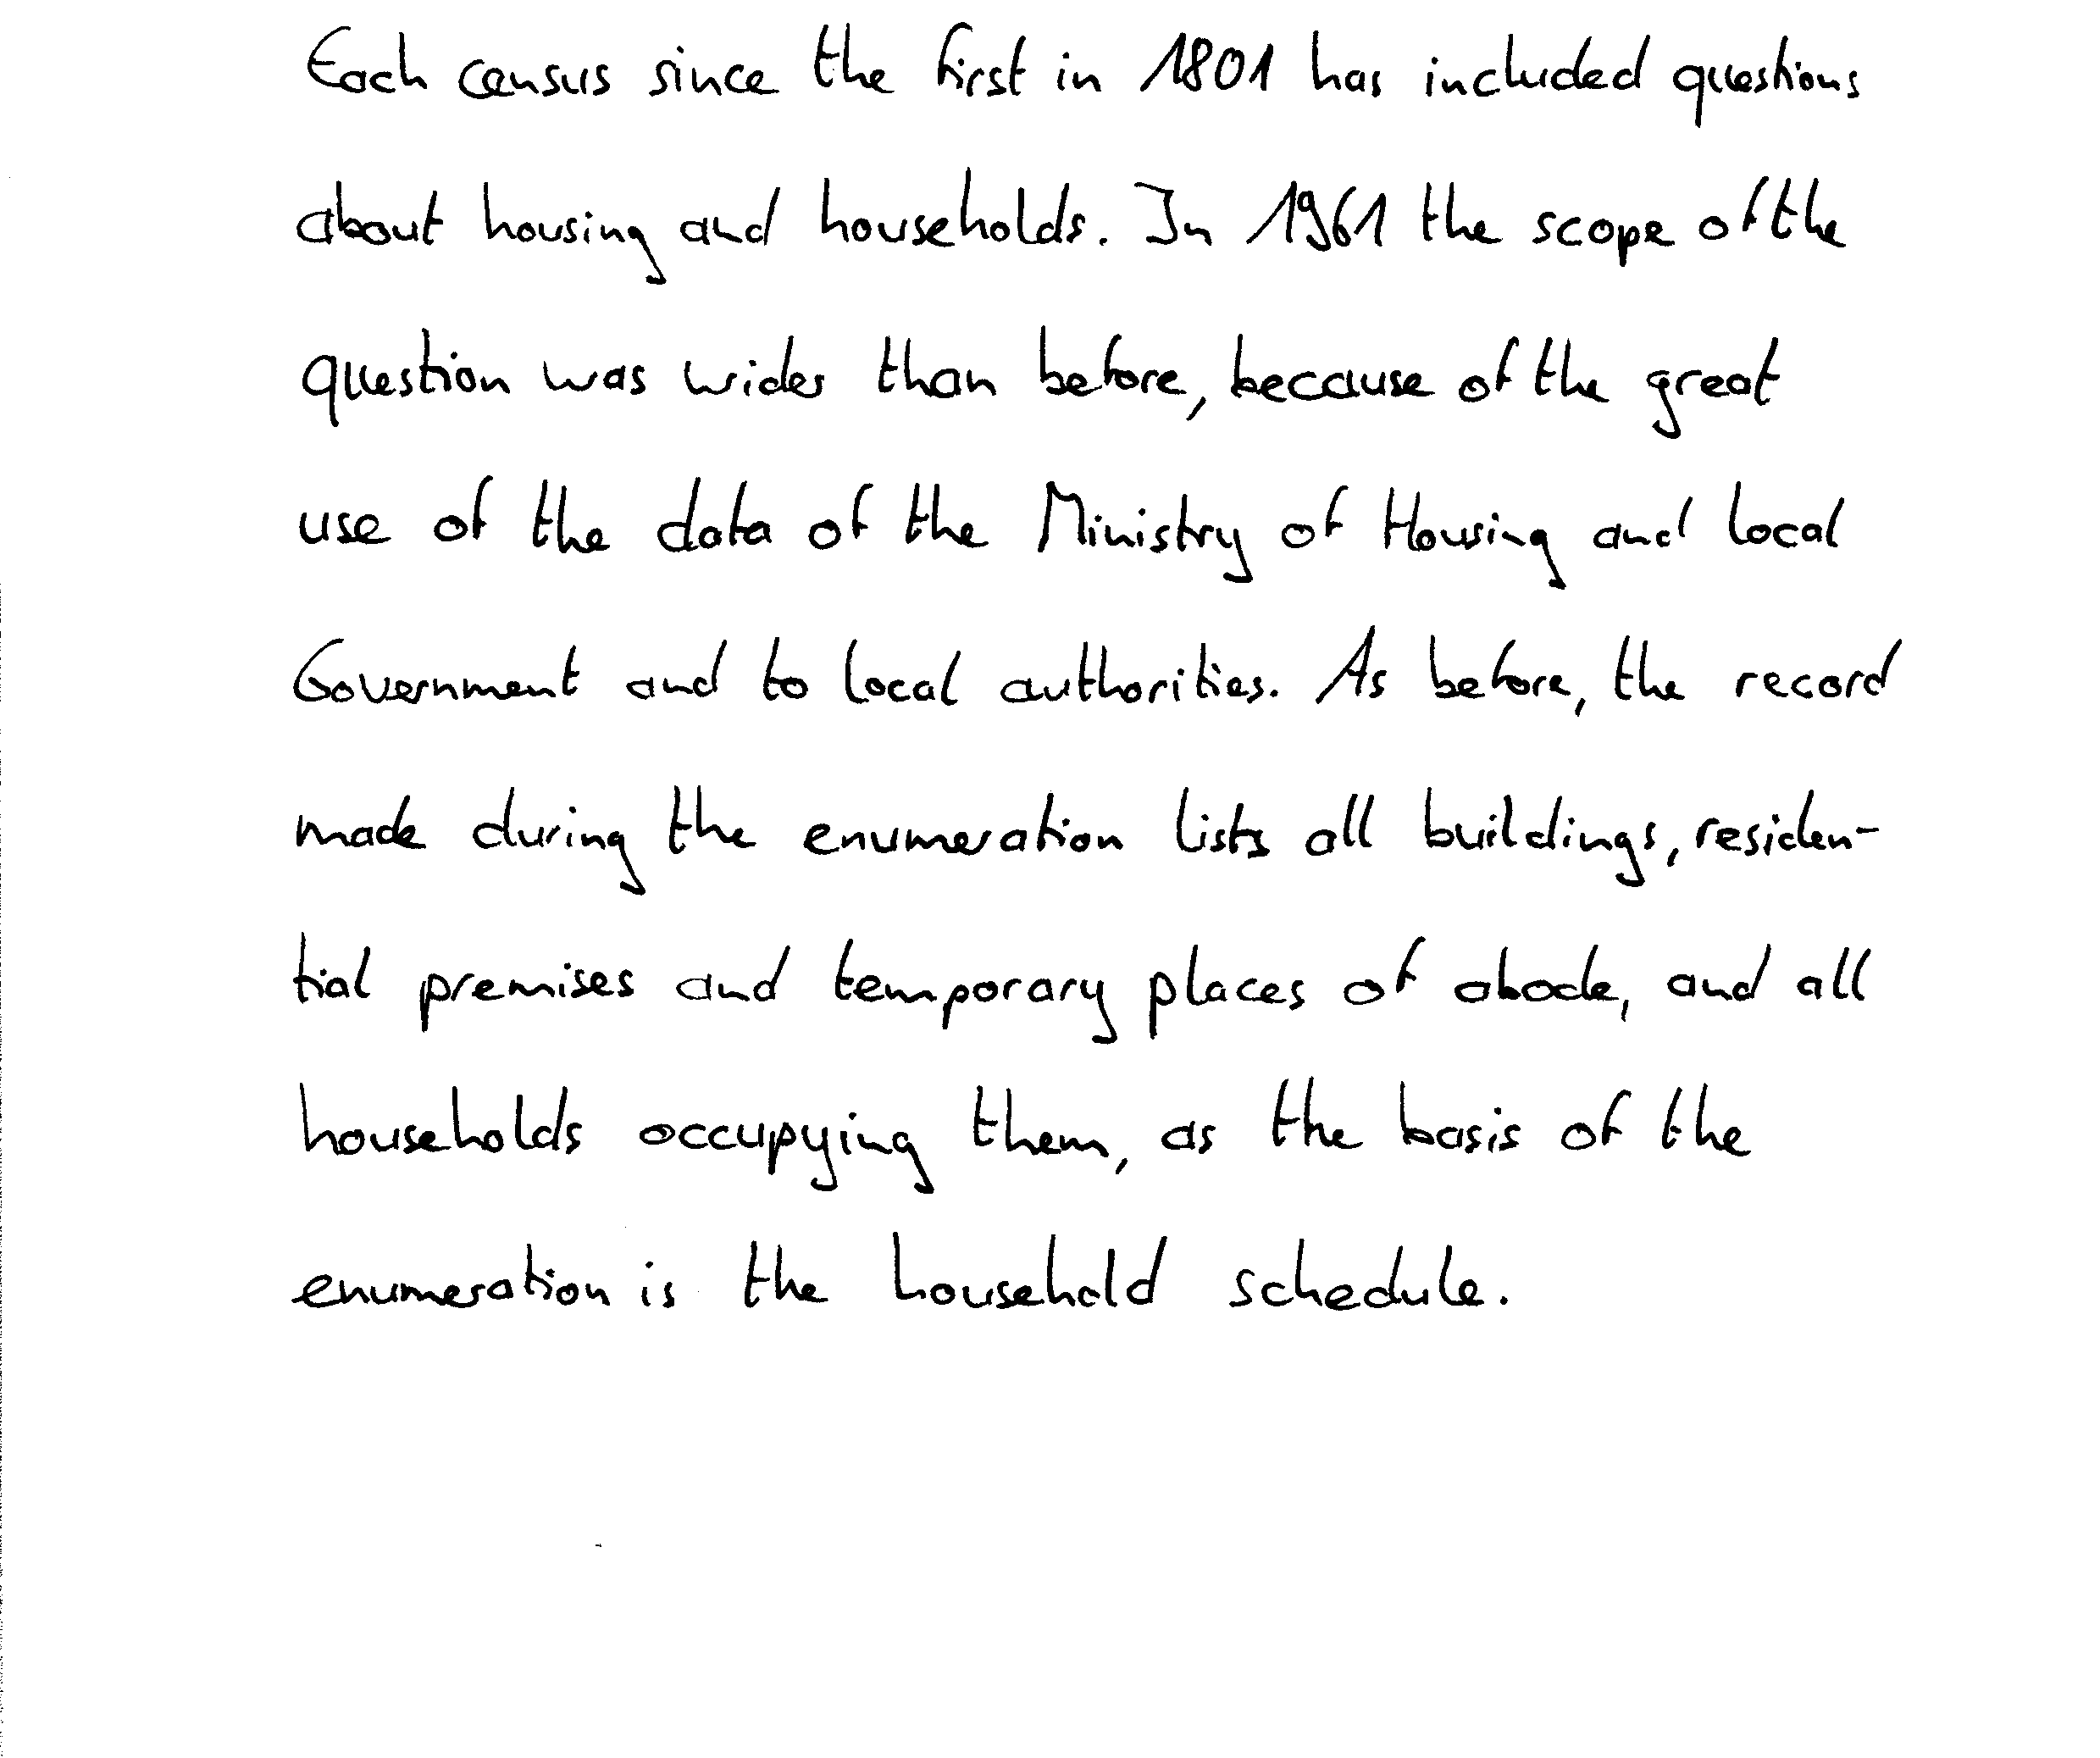 Each census since the first in 1801 has included questions
about housing and households. In 1961 the scope of the
question was wider than before, because of the great
use of the data of the Ministry of Housing and local
Government and to local authorities. As before, the record
made during the enumeration lists all buildings, residen-
tial premises and temporary places of abode, and all
households occupying them, as the basis of the
enumeration is the household schedule.